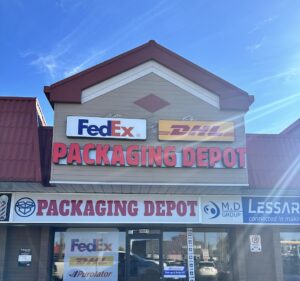 FedEx DHL
PACKAGING DEPOT
PACKAGING DEPOT M.D. GROUP LESSAR
FedEx
DHL
Purolator